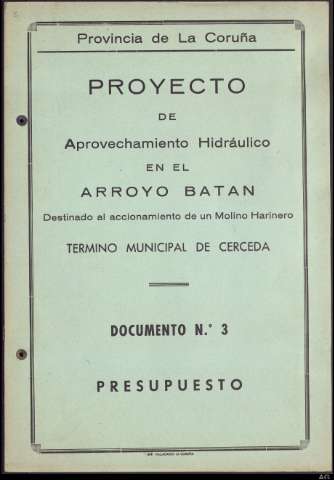 Provincia de La Coruña
PROYECTO
DE
Aprovechamiento Hidráulico
EN EL
ARROYO BATAN
Destinado al accionamiento de un Molino Harinero
TERMINO MUNICIPAL DE CERCEDA
DOCUMENTO N.° 3
PRESUPUESTO